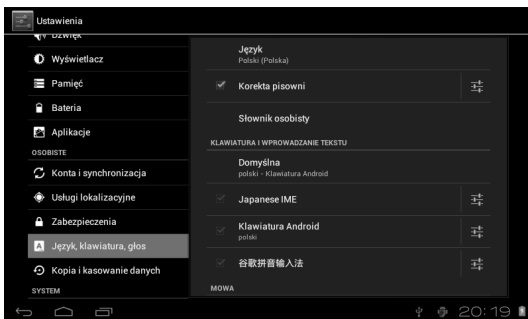 Ustawienia
Dźwięk
Wyświetlacz
Pamięć
Bateria
Aplikacje
OSOBISTE
Konta i synchronizacja
Usługi lokalizacyjne
Zabezpieczenia
Język, klawiatura, głos
Kopia i kasowanie danych
SYSTEM
Język
Polski (Polska)
Korekta pisowni
Słownik osobisty
KLAWIATURA I WPROWADZANIE TEKSTU
Domyślna
polski - Klawiatura Android
Japanese IME
Klawiatura Android
polski
谷歌拼音输入法
MOWA
20:19